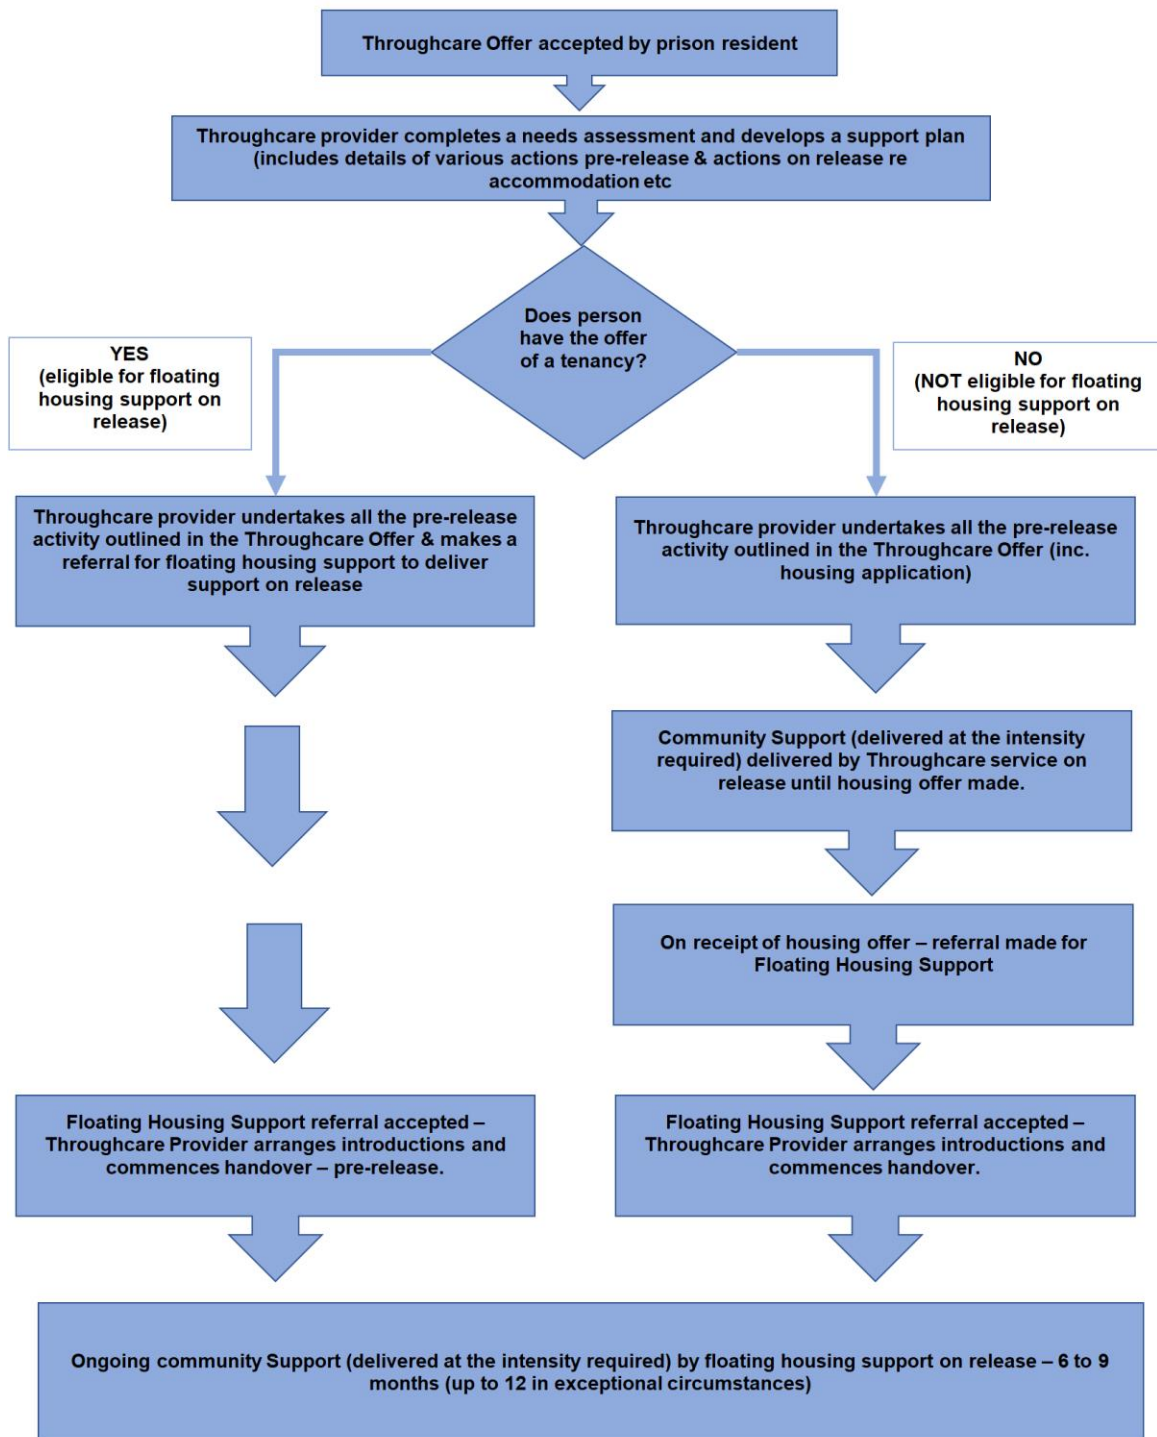 Throughcare Offer accepted by prison resident
Throughcare provider completes a needs assessment and develops a support plan
(includes details of various actions pre-release & actions on release re
accommodation etc
Does person
have the offer
of a tenancy?
YES
(eligible for floating
housing support on
release)
NO
(NOT eligible for floating
housing support on
release)
Throughcare provider undertakes all the pre-release
activity outlined in the Throughcare Offer & makes a
referral for floating housing support to deliver
support on release
Throughcare provider undertakes all the pre-release
activity outlined in the Throughcare Offer (inc.
housing application)
Community Support (delivered at the intensity
required) delivered by Throughcare service on
release until housing offer made.
On receipt of housing offer – referral made for
Floating Housing Support
Floating Housing Support referral accepted –
Throughcare Provider arranges introductions and
commences handover – pre-release.
Floating Housing Support referral accepted –
Throughcare Provider arranges introductions and
commences handover.
Ongoing community Support (delivered at the intensity required) by floating housing support on release – 6 to 9
months (up to 12 in exceptional circumstances)